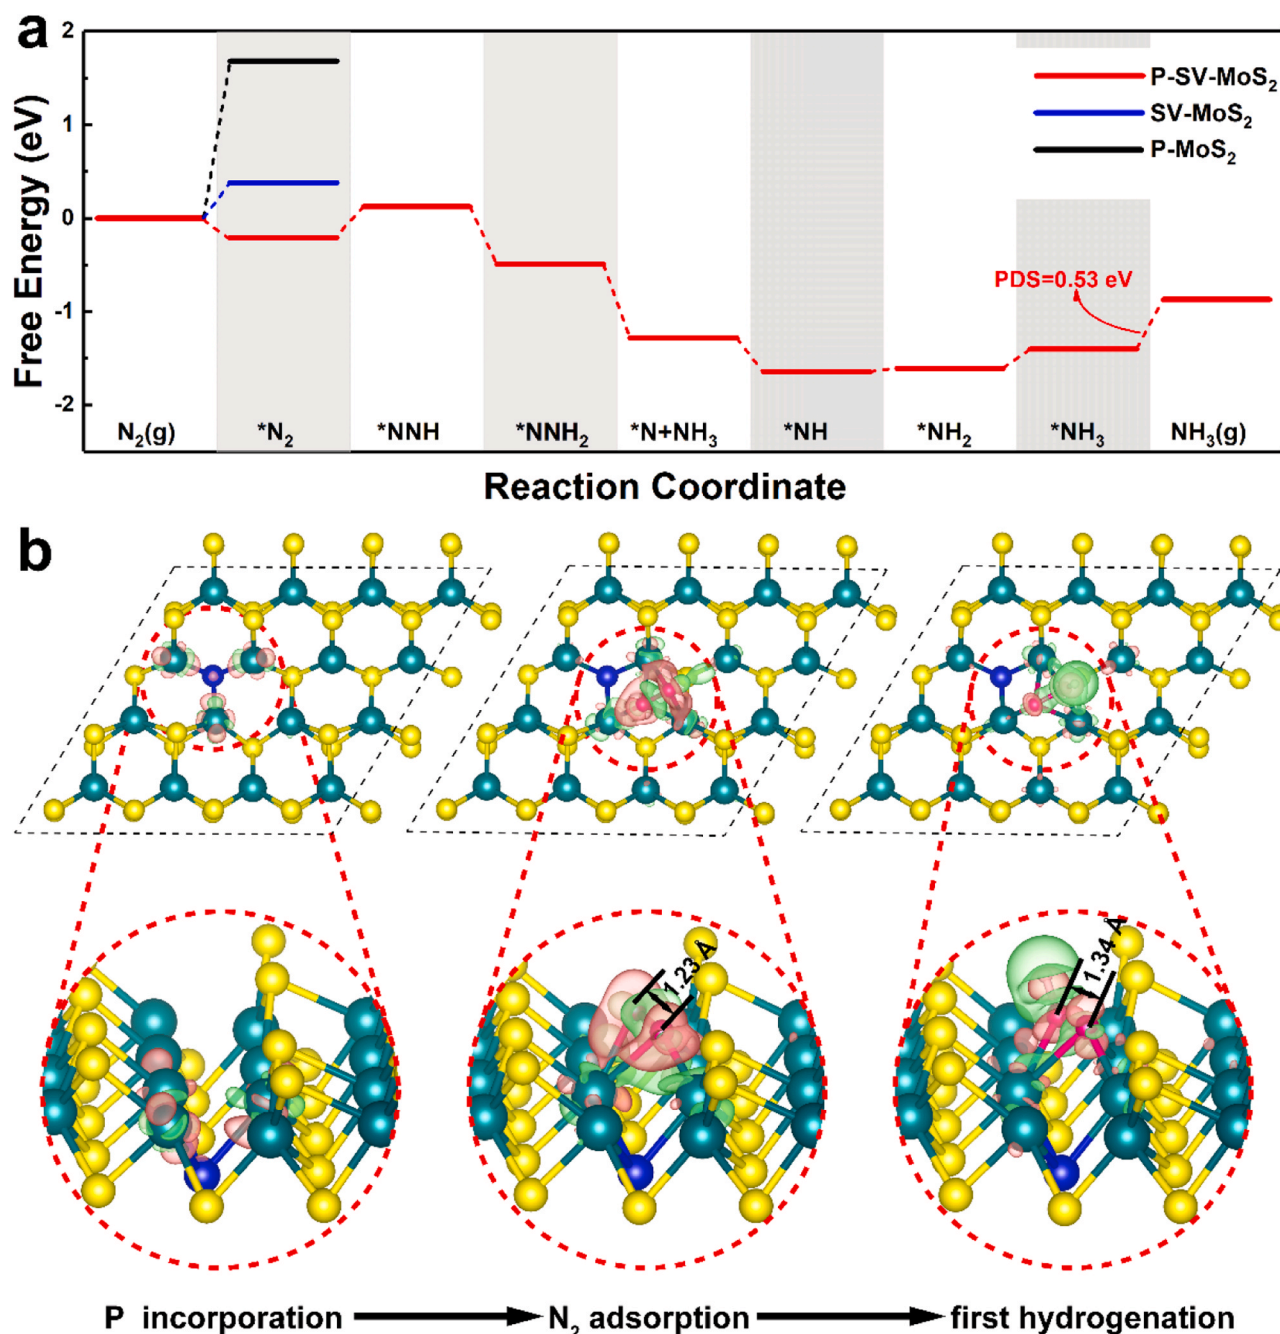 a
2
1
0
-1
-2
Free Energy (eV)
P-SV-MoS₂
SV-MoS₂
P-MoS₂
PDS=0.53 eV
N₂(g) *N₂ *NNH *NNH₂ *N+NH₃ *NH *NH₂ *NH₃ NH₃(g)
Reaction Coordinate
b
1.23 Å
1.34 Å
P incorporation N₂ adsorption first hydrogenation